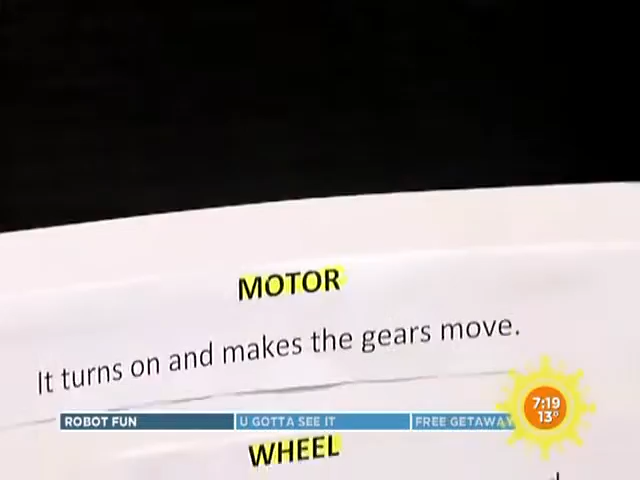 MOTOR
It turns on and makes the gears move.
ROBOT FUN
U GOTTA SEE IT
FREE GETAWAY
7:19
13°
WHEEL